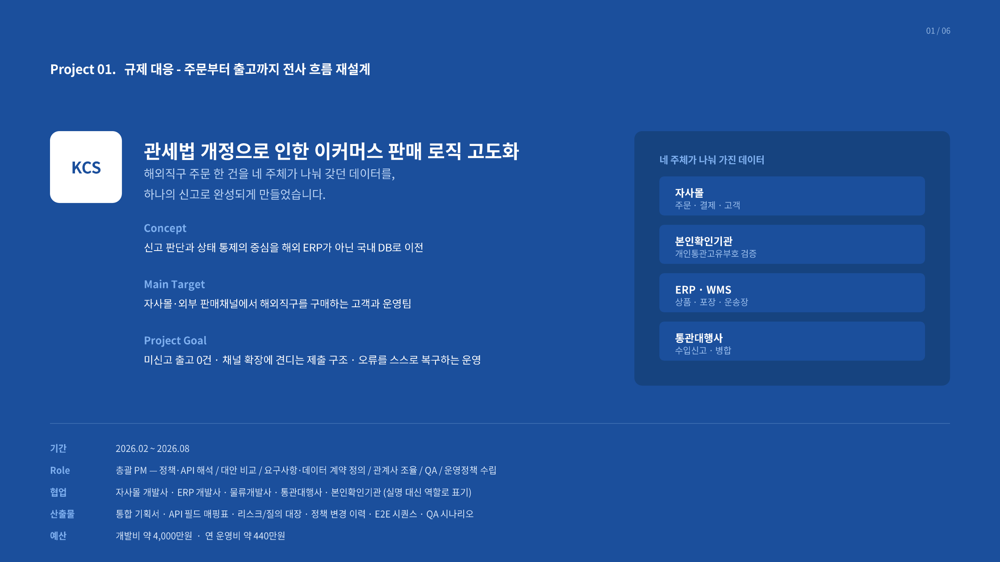 01 / 06
Project 01. 규제 대응 - 주문부터 출고까지 전사 흐름 재설계
KCS
관세법 개정으로 인한 이커머스 판매 로직 고도화
해외직구 주문 한 건을 네 주체가 나눠 갖던 데이터를,
하나의 신고로 완성되게 만들었습니다.
Concept
신고 판단과 상태 통제의 중심을 해외 ERP가 아닌 국내 DB로 이전
Main Target
자사몰·외부 판매채널에서 해외직구를 구매하는 고객과 운영팀
Project Goal
미신고 출고 0건 · 채널 확장에 견디는 제출 구조 · 오류를 스스로 복구하는 운영
네 주체가 나눠 가진 데이터
자사몰
주문 · 결제 · 고객
본인확인기관
개인통관고유부호 검증
ERP · WMS
상품 · 포장 · 운송장
통관대행사
수입신고 · 병합
기간 2026.02 ~ 2026.08
Role 총괄 PM — 정책·API 해석 / 대안 비교 / 요구사항·데이터 계약 정의 / 관계사 조율 / QA / 운영정책 수립
협업 자사몰 개발사 · ERP 개발사 · 물류개발사 · 통관대행사 · 본인확인기관 (실명 대신 역할로 표기)
산출물 통합 기획서 · API 필드 매핑표 · 리스크/질의 대장 · 정책 변경 이력 · E2E 시퀀스 · QA 시나리오
예산 개발비 약 4,000만원 · 연 운영비 약 440만원